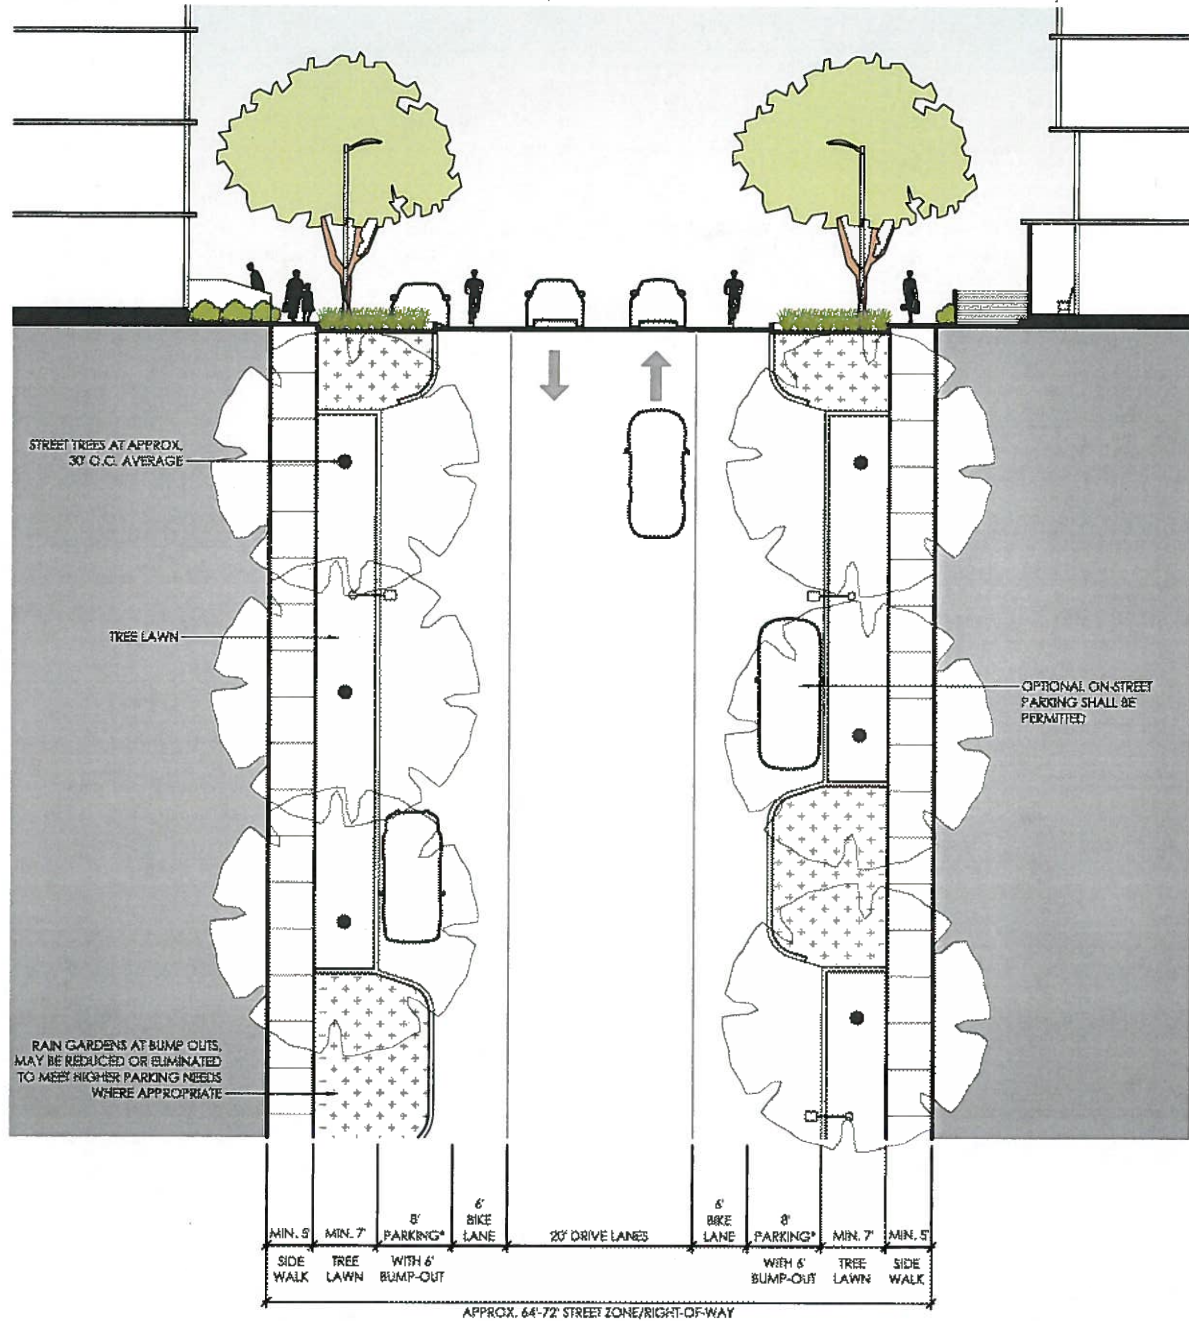 STREET TREES AT APPROX.
30' O.C. AVERAGE
TREE LAWN
OPTIONAL ON-STREET
PARKING SHALL BE
PERMITTED
RAIN GARDENS AT BUMP OUTS,
MAY BE REDUCED OR ELIMINATED
TO MEET HIGHER PARKING NEEDS
WHERE APPROPRIATE
MIN. 5'
MIN. 7'
8'
PARKING*
6'
BIKE
LANE
20' DRIVE LANES
6'
BIKE
LANE
8'
PARKING*
MIN. 7'
MIN. 5'
SIDE
WALK
TREE
LAWN
WITH 6'
BUMP-OUT
WITH 6'
BUMP-OUT
TREE
LAWN
SIDE
WALK
APPROX. 64'-72' STREET ZONE/RIGHT-OF-WAY